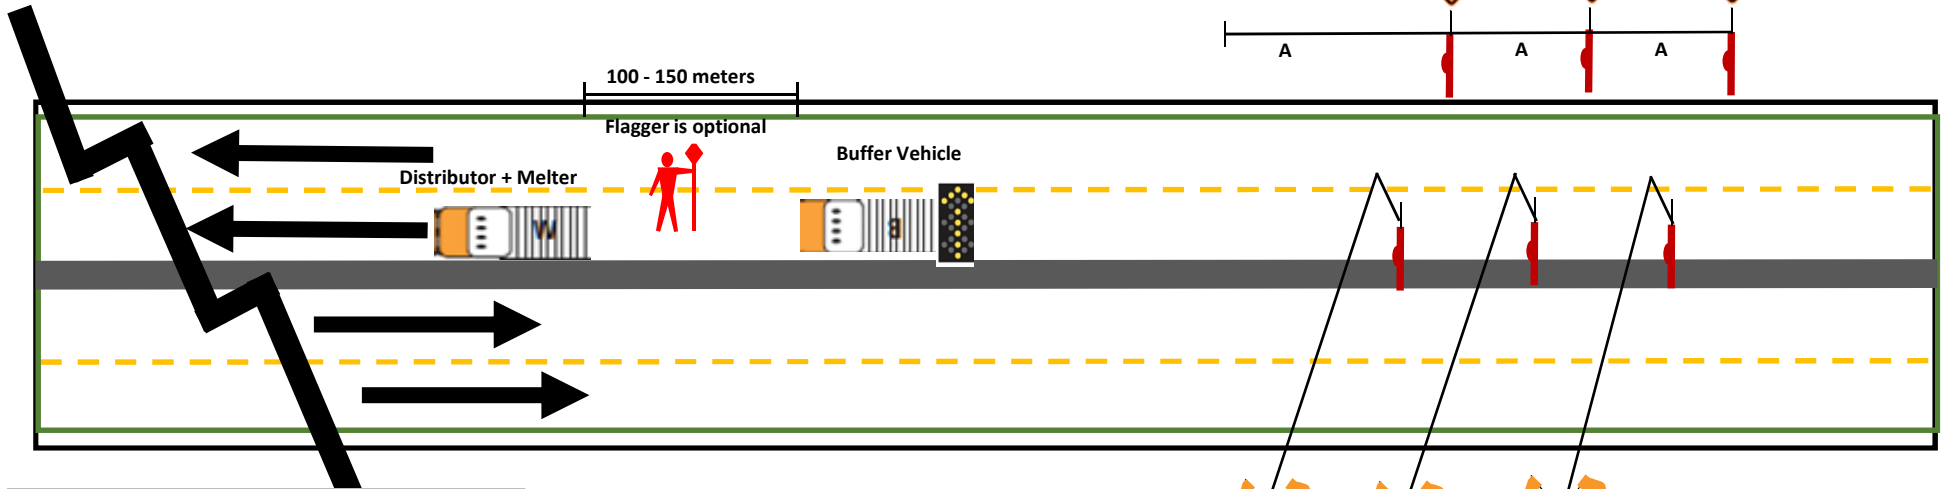 A A A
100 - 150 meters
Flagger is optional
Buffer Vehicle
Distributor + Melter
W
B